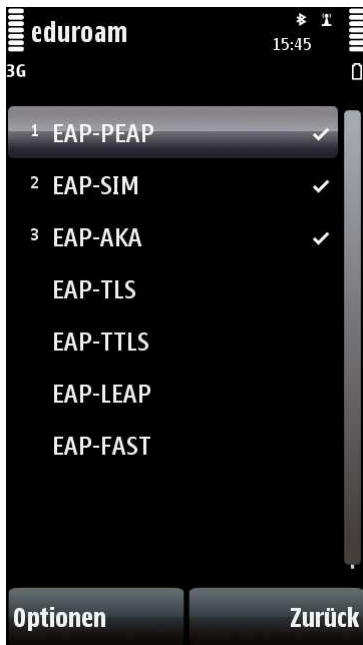 eduroam
15:45
3G
1 EAP-PEAP
2 EAP-SIM
3 EAP-AKA
EAP-TLS
EAP-TTLS
EAP-LEAP
EAP-FAST
Optionen Zurück